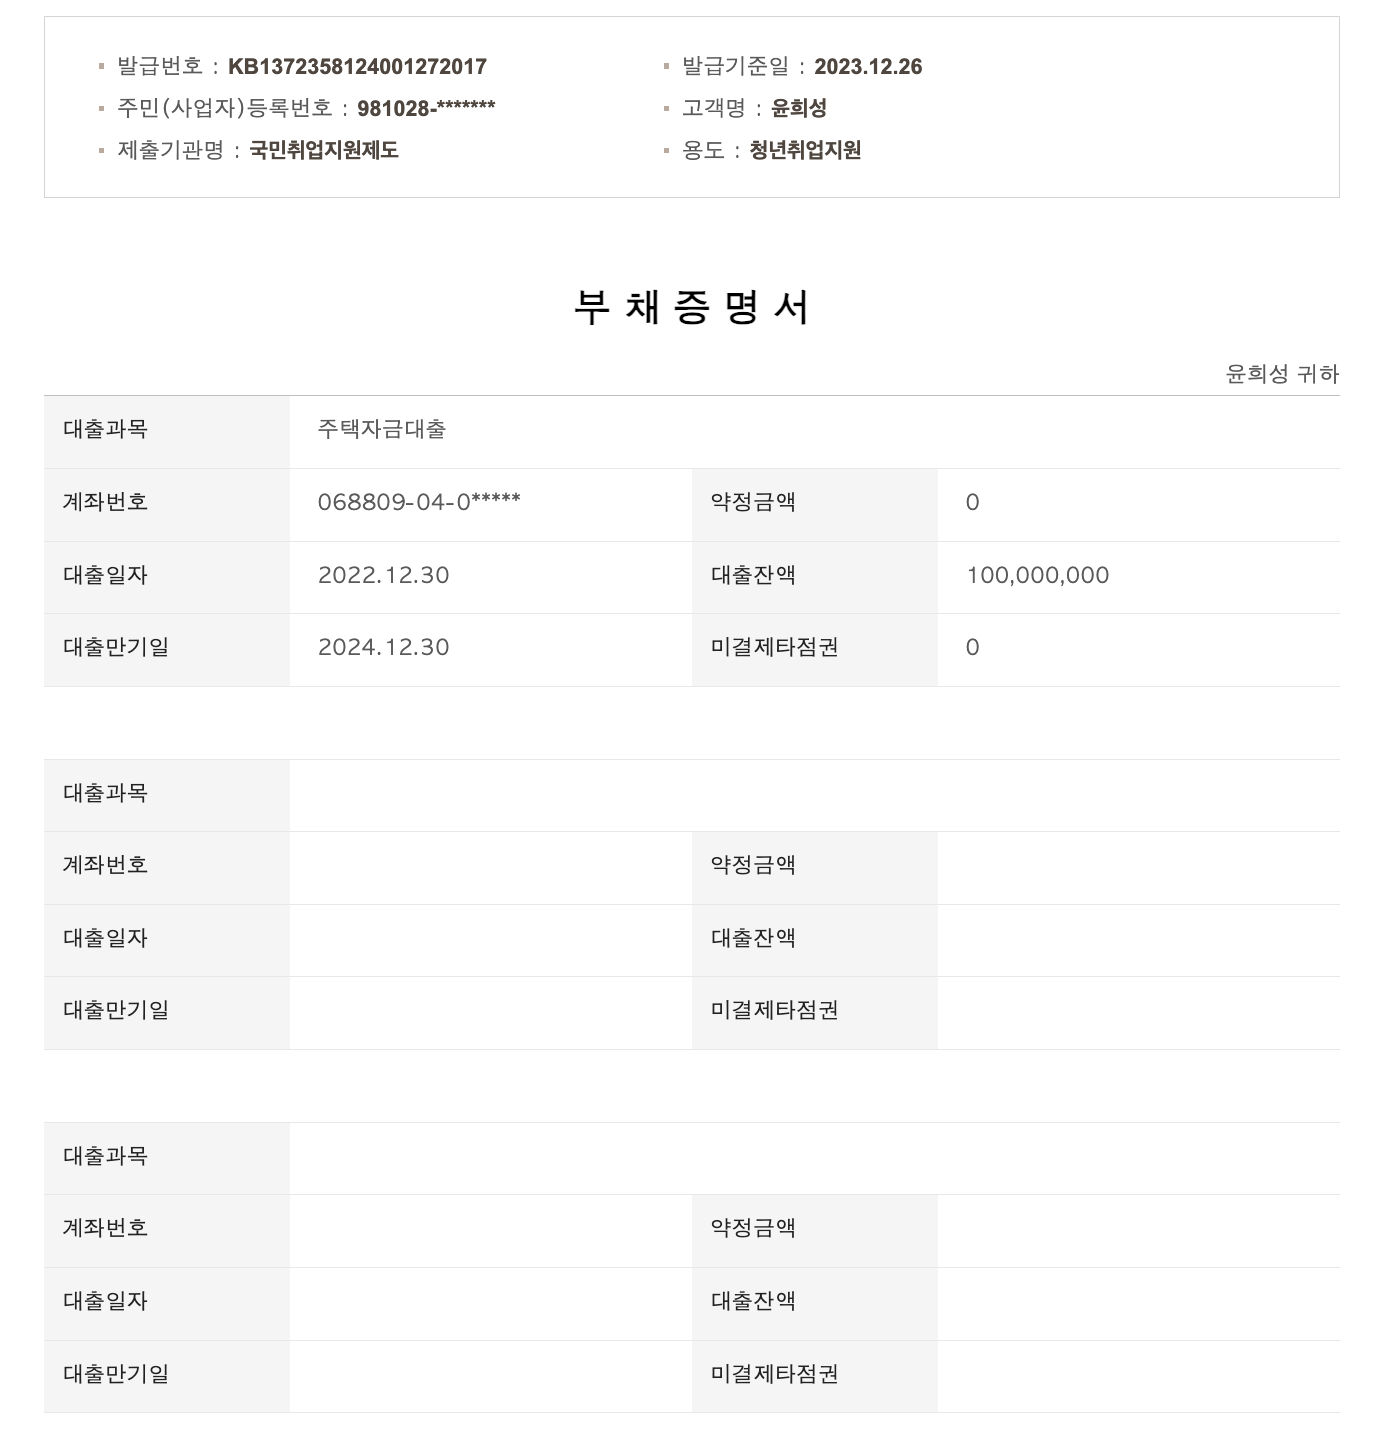 발급번호 : KB1372358124001272017 발급기준일 : 2023.12.26
주민(사업자)등록번호 : 981028-******* 고객명 : 윤희성
제출기관명 : 국민취업지원제도 용도 : 청년취업지원
부 채 증 명 서
윤희성 귀하
대출과목 주택자금대출
계좌번호 068809-04-0***** 약정금액 0
대출일자 2022.12.30 대출잔액 100,000,000
대출만기일 2024.12.30 미결제타점권 0
대출과목
계좌번호 약정금액
대출일자 대출잔액
대출만기일 미결제타점권
대출과목
계좌번호 약정금액
대출일자 대출잔액
대출만기일 미결제타점권